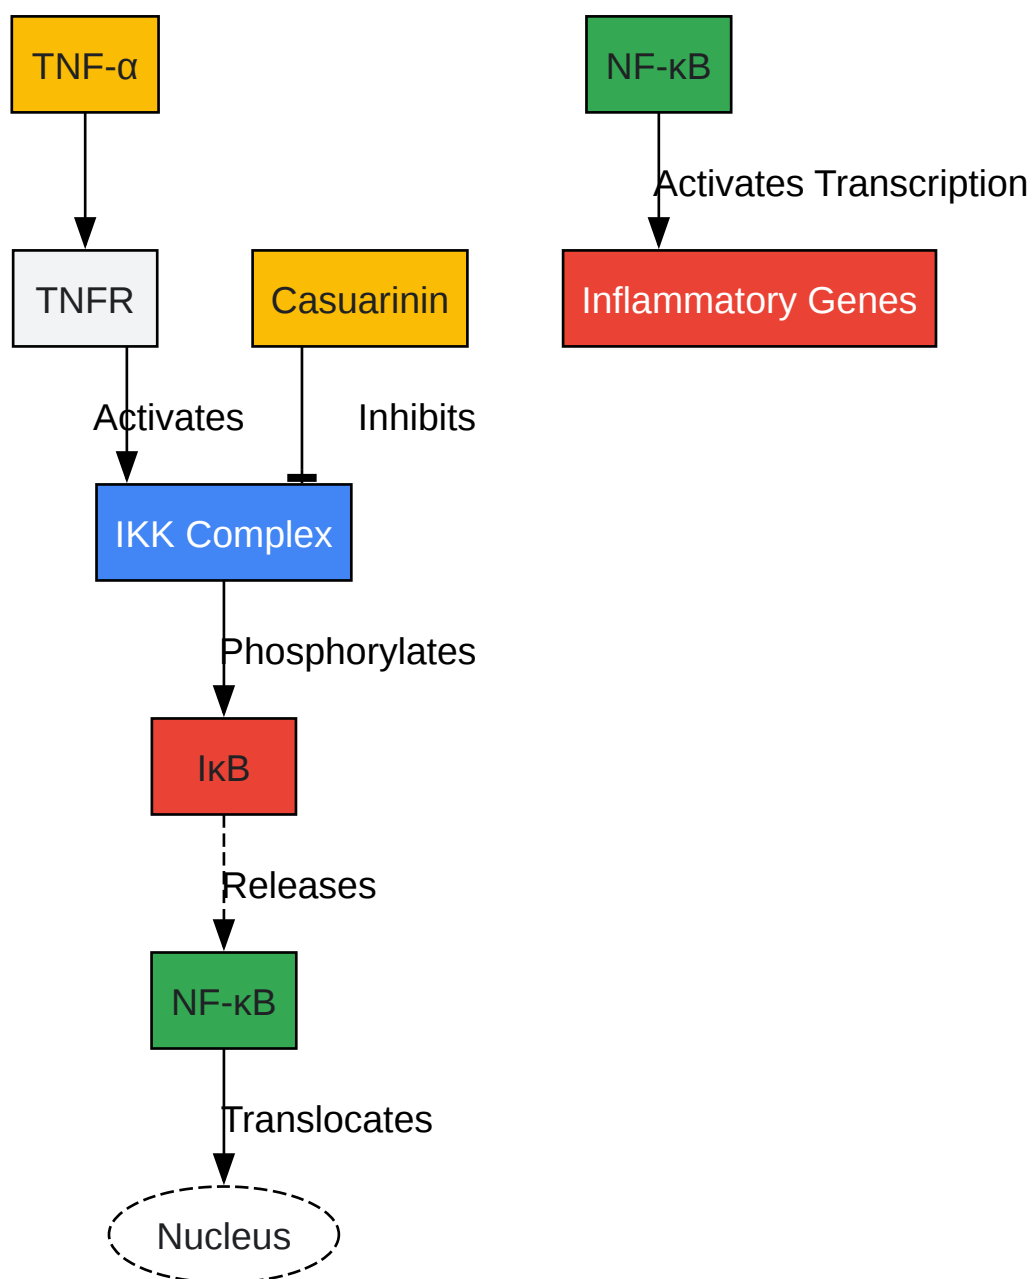 TNF-α
NF-κB
Activates Transcription
TNFR
Casuarinin
Inflammatory Genes
Activates
Inhibits
IKK Complex
Phosphorylates
IκB
Releases
NF-κB
Translocates
Nucleus